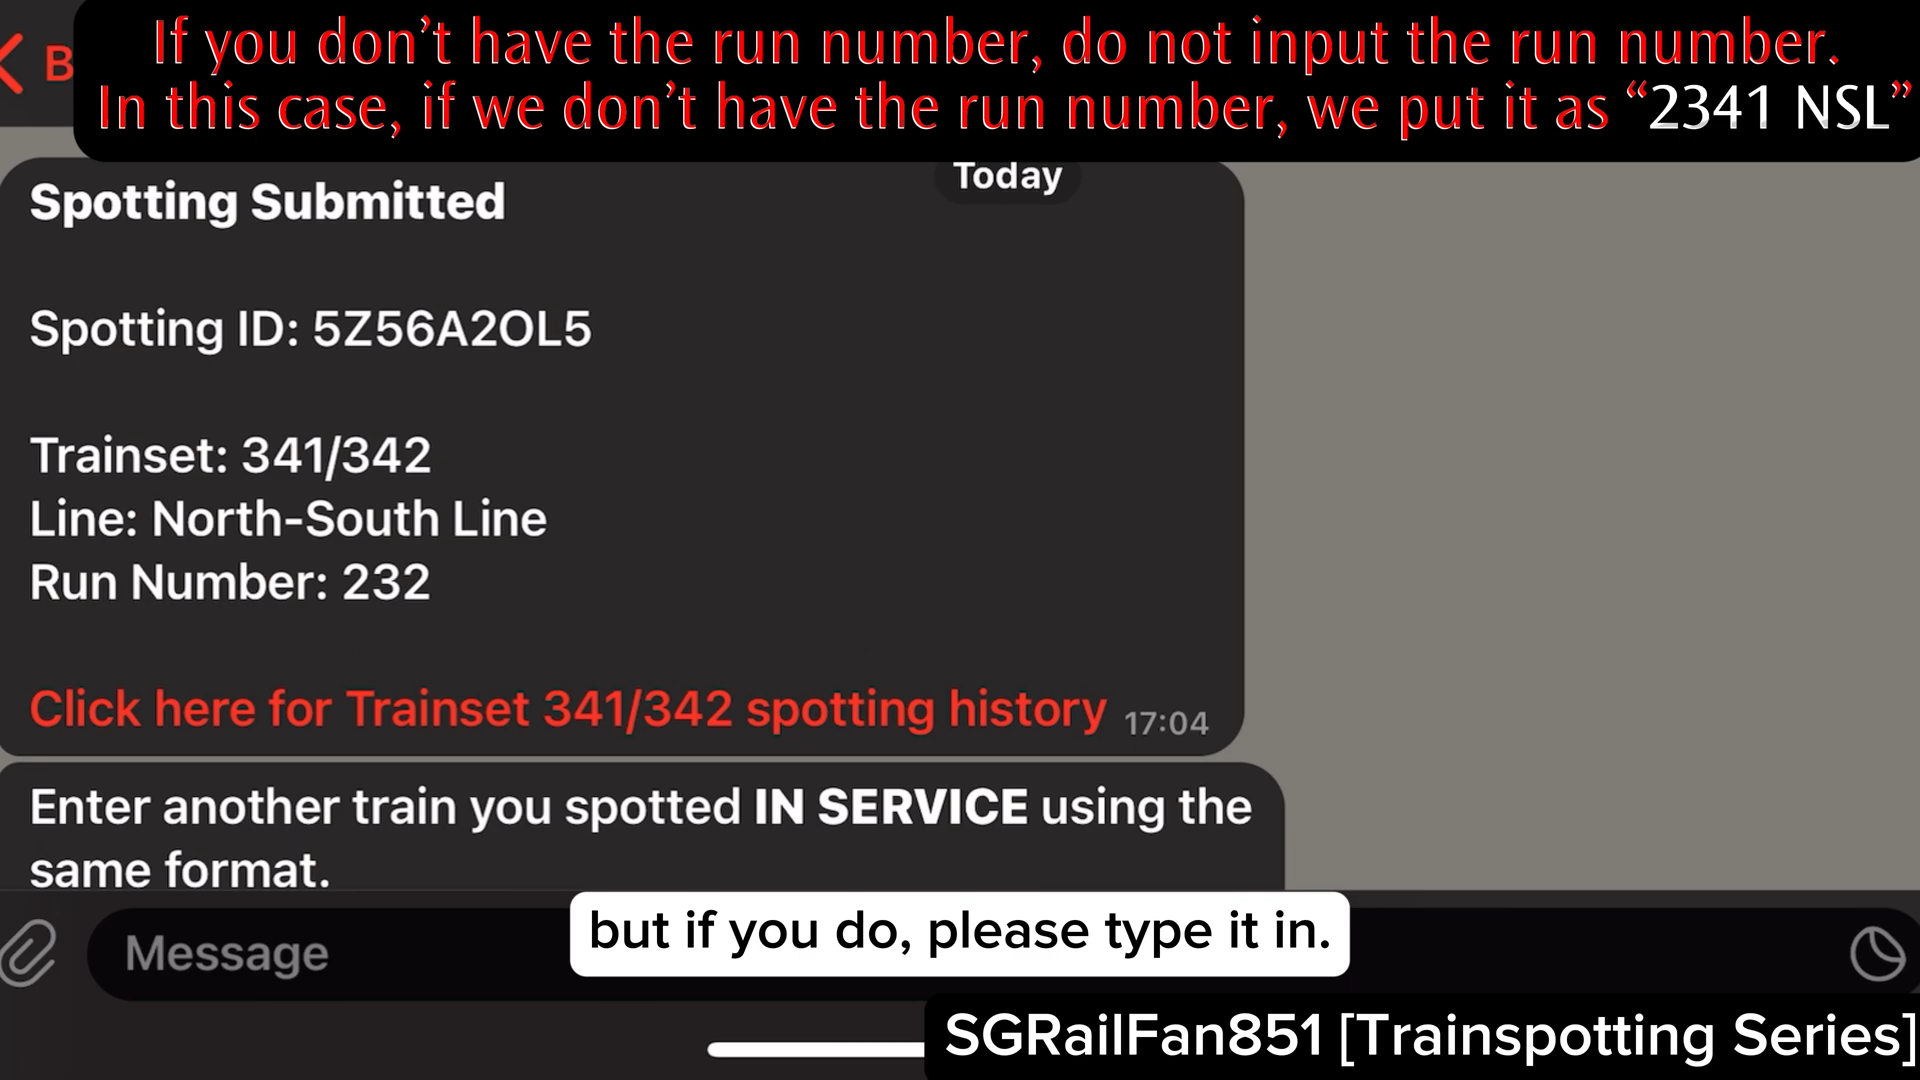 If you don’t have the run number, do not input the run number.
In this case, if we don’t have the run number, we put it as “2341 NSL”
B
Today
Spotting Submitted
Spotting ID: 5Z56A2OL5
Trainset: 341/342
Line: North-South Line
Run Number: 232
Click here for Trainset 341/342 spotting history 17:04
Enter another train you spotted IN SERVICE using the
same format.
but if you do, please type it in.
Message
SGRailFan851 [Trainspotting Series]